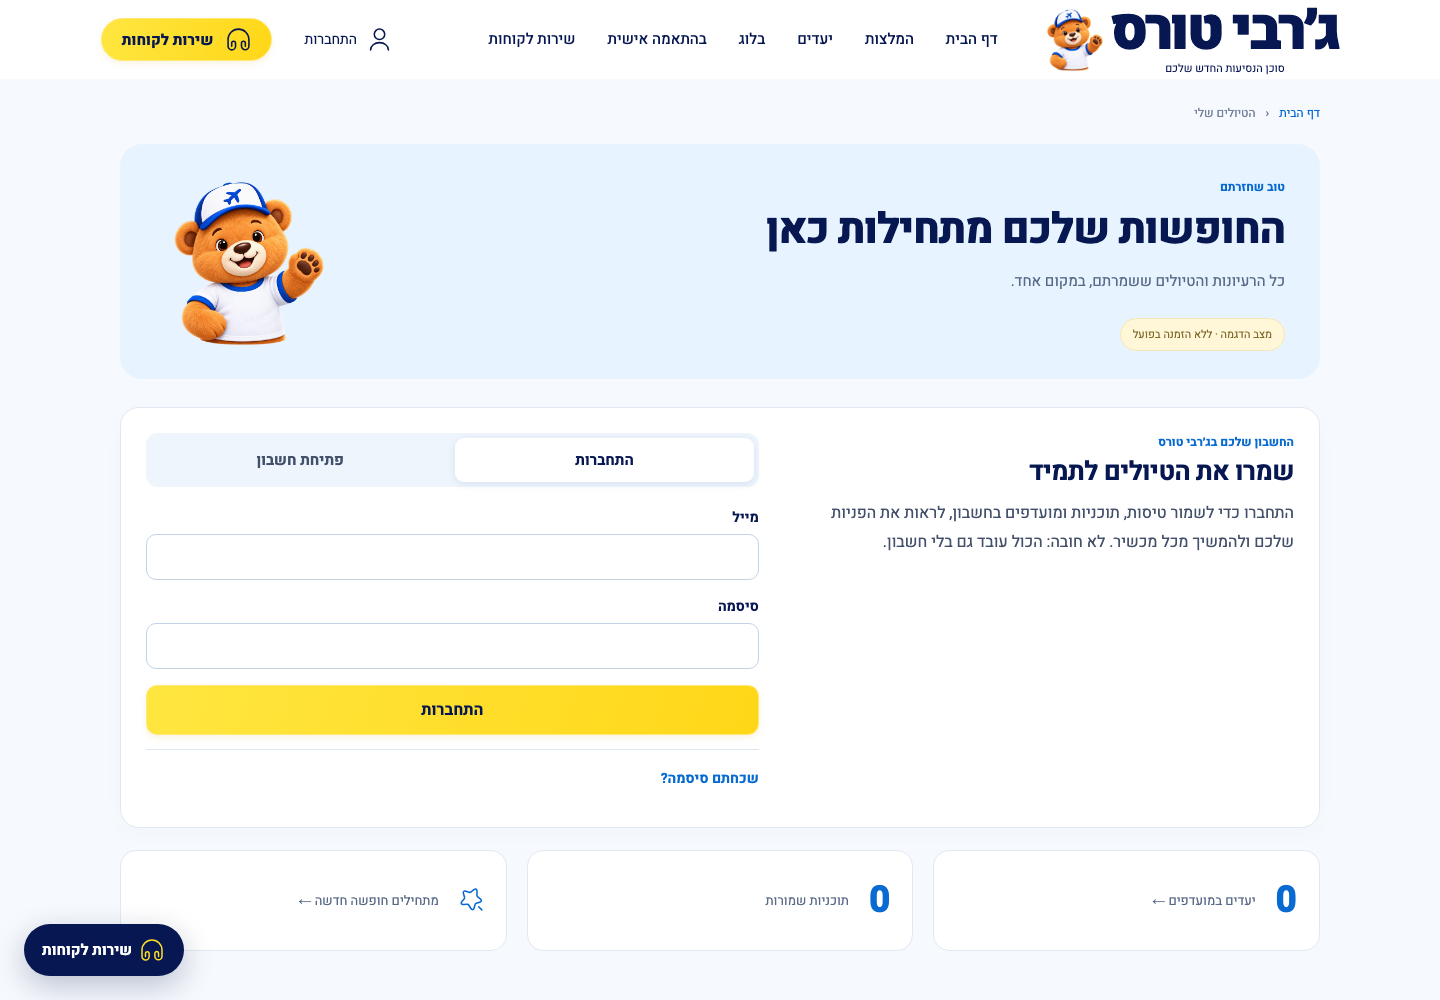 ג'רבי טורס
סוכן הנסיעות החדש שלכם
דף הבית
המלצות
יעדים
בלוג
בהתאמה אישית
שירות לקוחות
התחברות
שירות לקוחות
דף הבית ‹ הטיולים שלי
טוב שחזרתם
החופשות שלכם מתחילות כאן
כל הרעיונות והטיולים ששמרתם, במקום אחד.
מצב הדגמה · ללא הזמנה בפועל
החשבון שלכם בג'רבי טורס
שמרו את הטיולים לתמיד
התחברו כדי לשמור טיסות, תוכניות ומועדפים בחשבון, לראות את הפניות
שלכם ולהמשיך מכל מכשיר. לא חובה: הכול עובד גם בלי חשבון.
התחברות
פתיחת חשבון
מייל
סיסמה
התחברות
שכחתם סיסמה?
0 יעדים במועדפים ←
0 תוכניות שמורות
מתחילים חופשה חדשה ←
שירות לקוחות